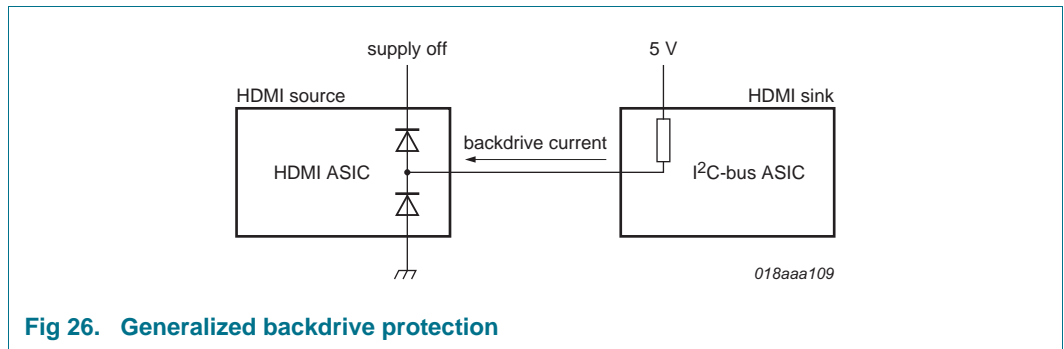 supply off
5 V
HDMI source
HDMI sink
backdrive current
HDMI ASIC
I2C-bus ASIC
018aaa109
Fig 26. Generalized backdrive protection